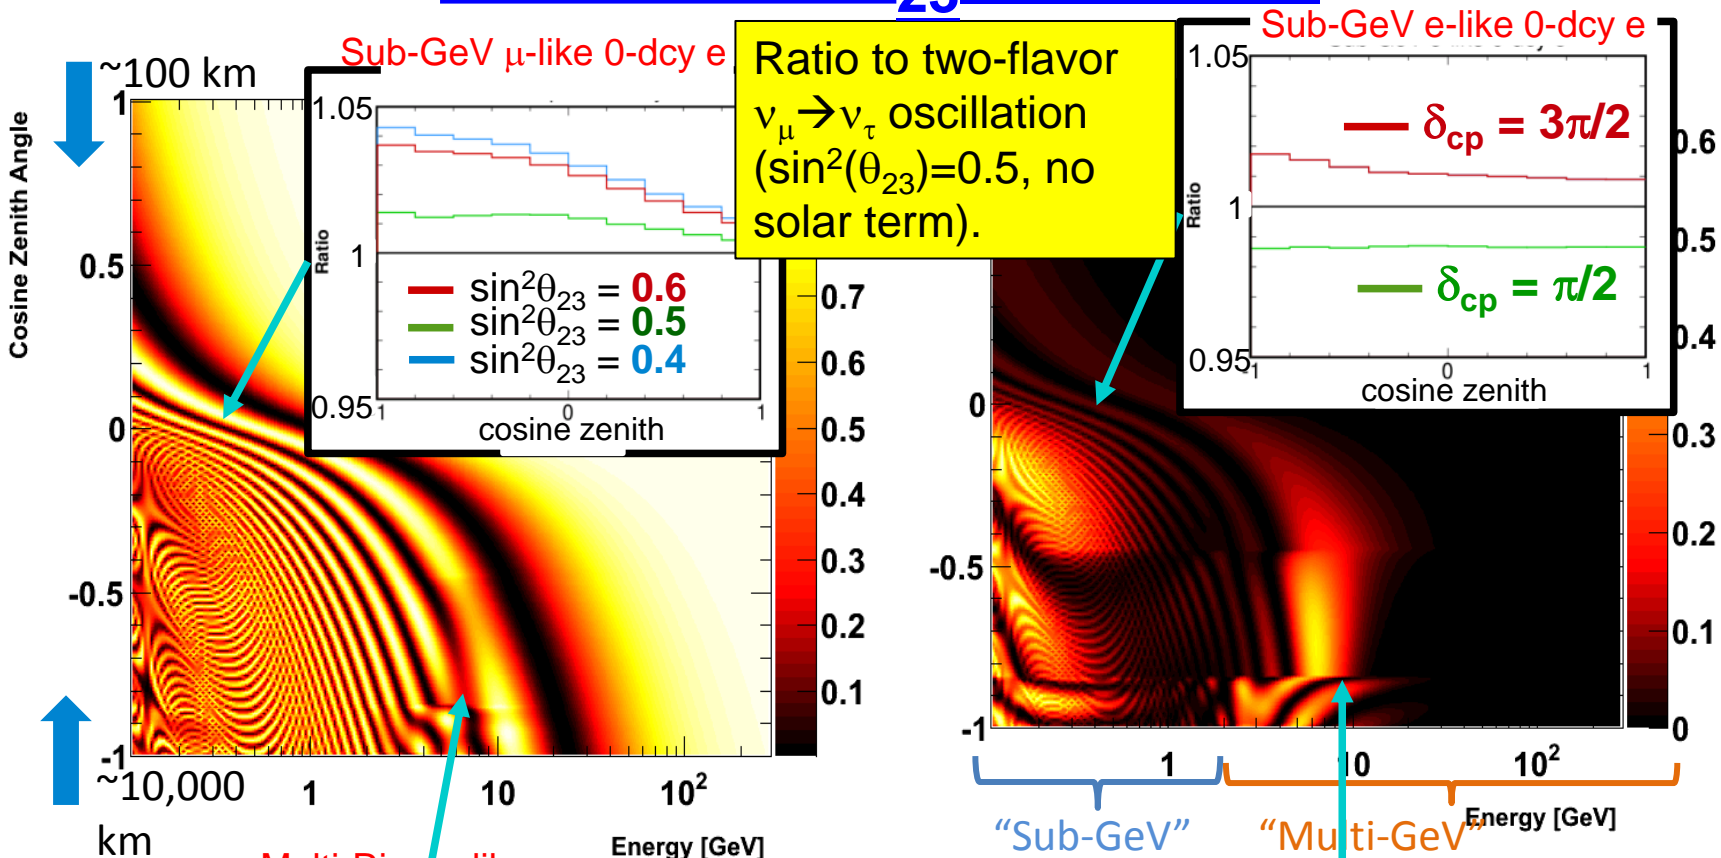 23
Sub-GeV μ-like 0-dcy e
Sub-GeV e-like 0-dcy e
~100 km
Ratio to two-flavor
νμ→ντ oscillation
(sin²(θ23)=0.5, no
solar term).
Cosine Zenith Angle
1
0.5
0
-0.5
-1
1.05
1
0.95
Ratio
sin²θ23 = 0.6
sin²θ23 = 0.5
sin²θ23 = 0.4
-1
0
1
cosine zenith
0.7
0.6
0.5
0.4
0.3
0.2
0.1
~10,000
km
1
10
10²
Energy [GeV]
1.05
1
0.95
Ratio
δcp = 3π/2
δcp = π/2
-1
0
1
cosine zenith
0.6
0.5
0.4
0.3
0.2
0.1
0
0
-0.5
-1
1
10
10²
Energy [GeV]
“Sub-GeV”
“Multi-GeV”